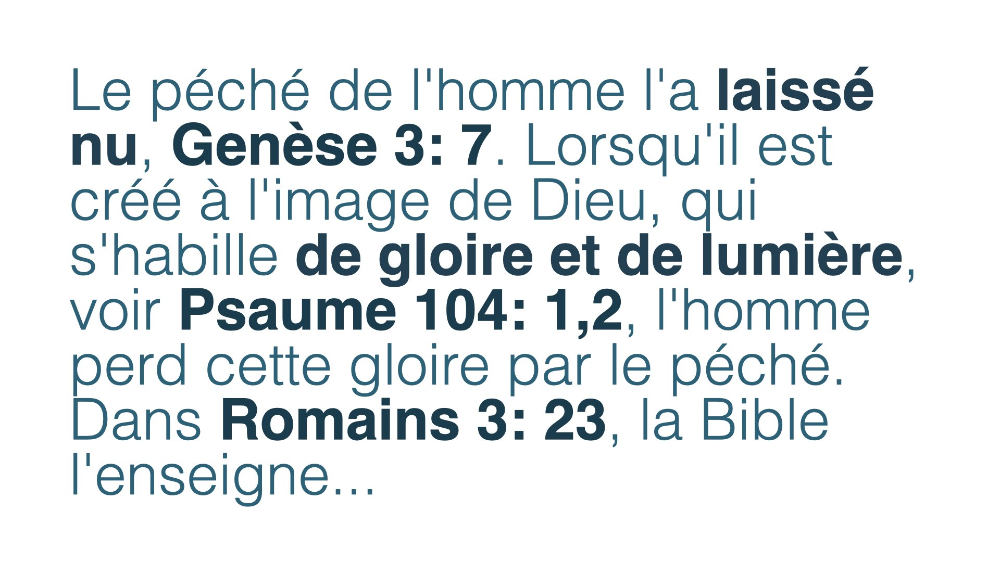 Le péché de l'homme l'a laissé
nu, Genèse 3: 7. Lorsqu'il est
créé à l'image de Dieu, qui
s'habille de gloire et de lumière,
voir Psaume 104: 1,2, l'homme
perd cette gloire par le péché.
Dans Romains 3: 23, la Bible
l'enseigne...